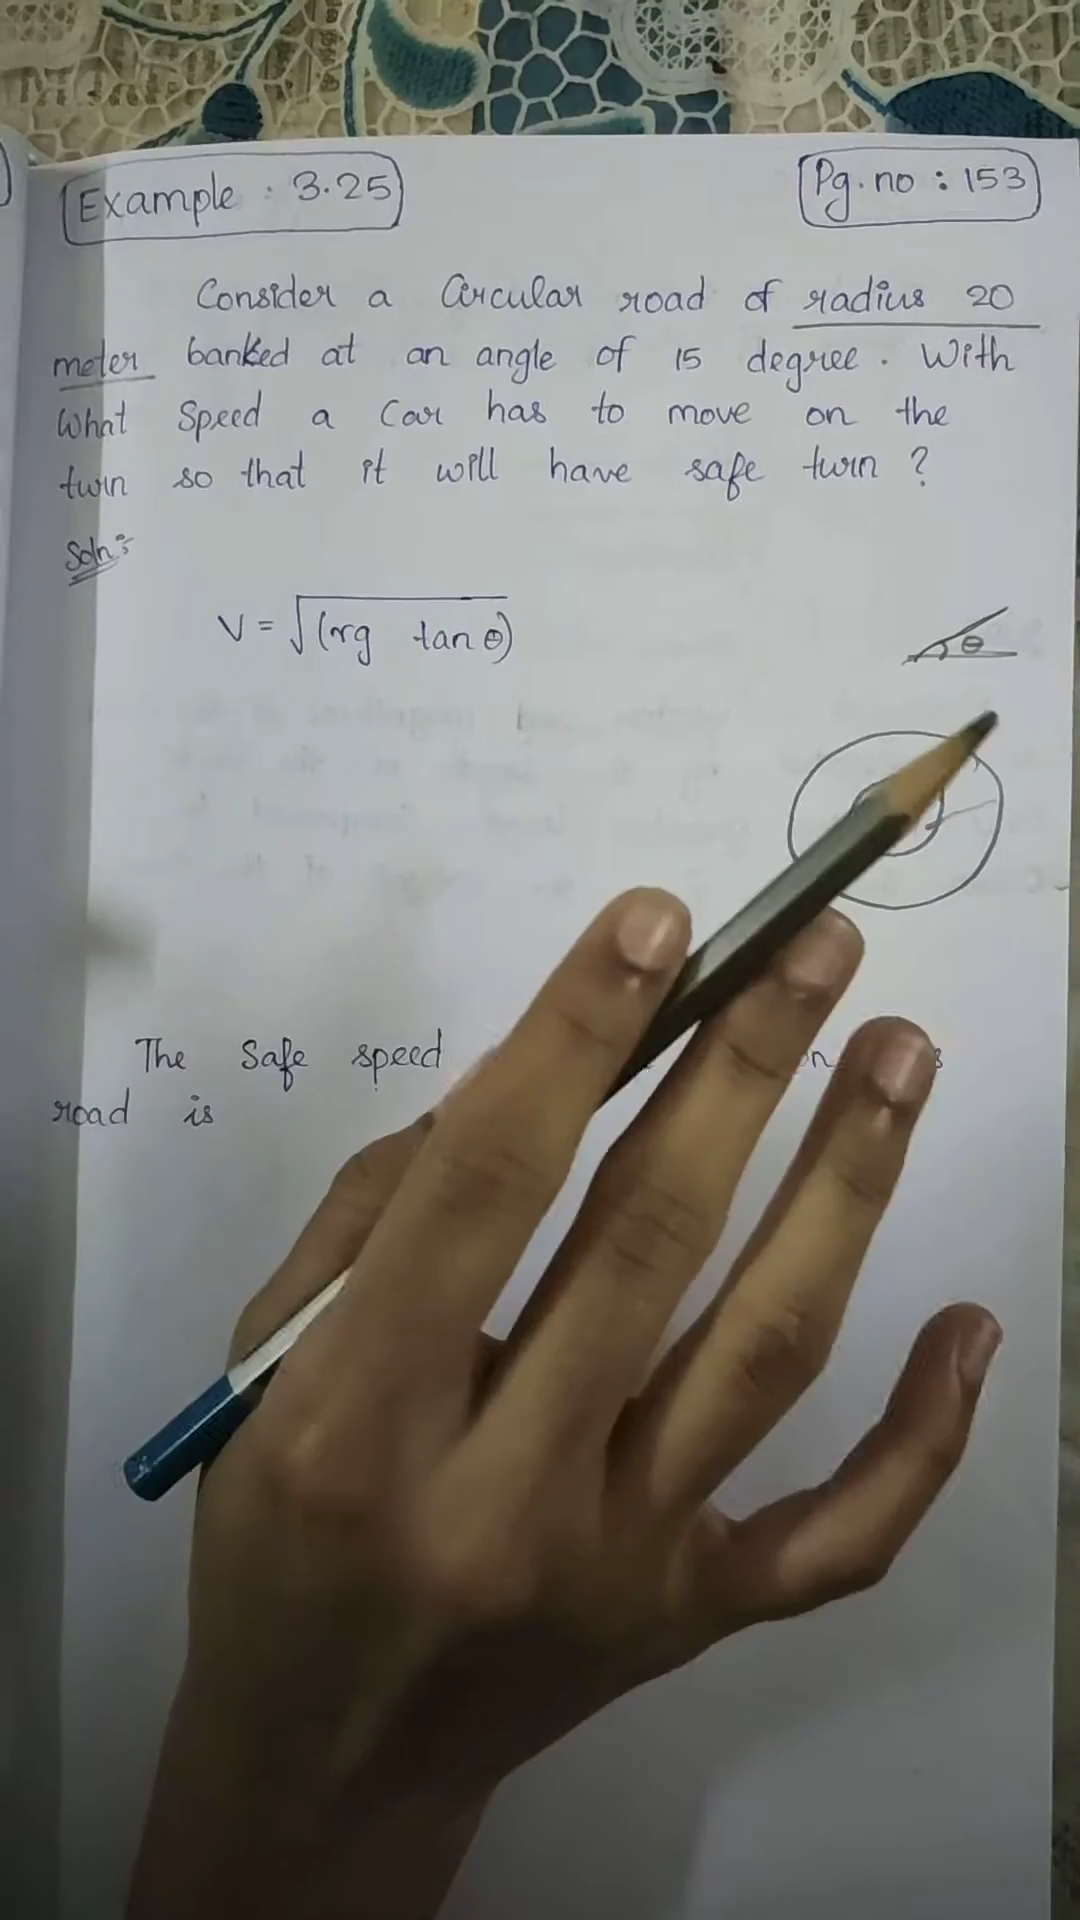 Example : 3.25
Pg.no : 153
Consider a Circular road of radius 20
meter banked at an angle of 15 degree. With
What Speed a Car has to move on the
turn so that it will have safe turn ?
Soln:
V = √(rg tan θ)
θ
The Safe speed
road is